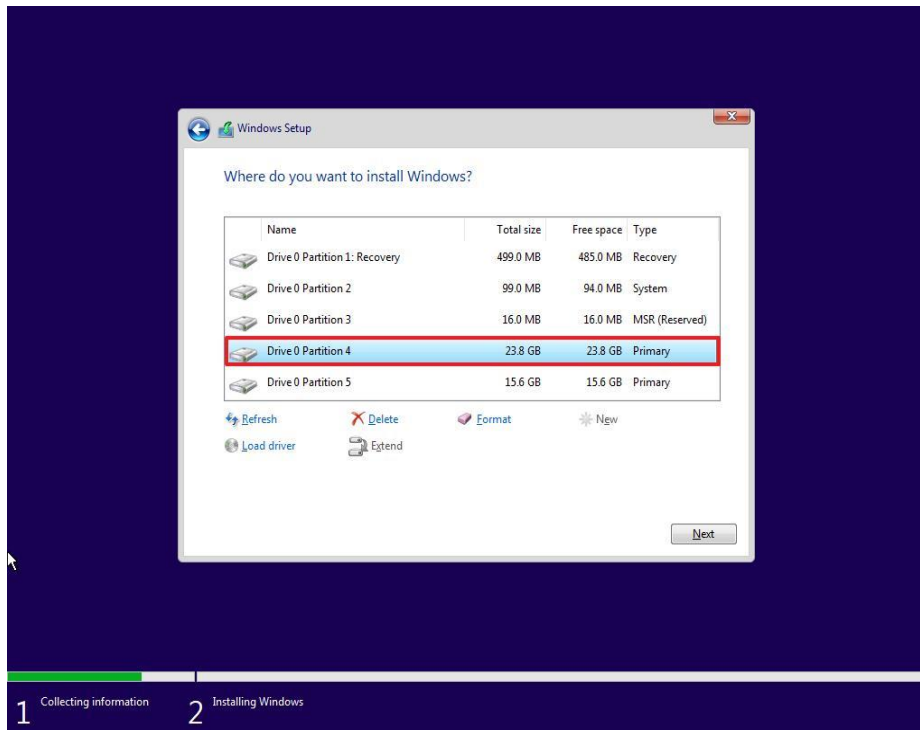 Windows Setup
Where do you want to install Windows?
Name Total size Free space Type
Drive 0 Partition 1: Recovery 499.0 MB 485.0 MB Recovery
Drive 0 Partition 2 99.0 MB 94.0 MB System
Drive 0 Partition 3 16.0 MB 16.0 MB MSR (Reserved)
Drive 0 Partition 4 23.8 GB 23.8 GB Primary
Drive 0 Partition 5 15.6 GB 15.6 GB Primary
Refresh Delete Format New
Load driver Extend
Next
1 Collecting information 2 Installing Windows